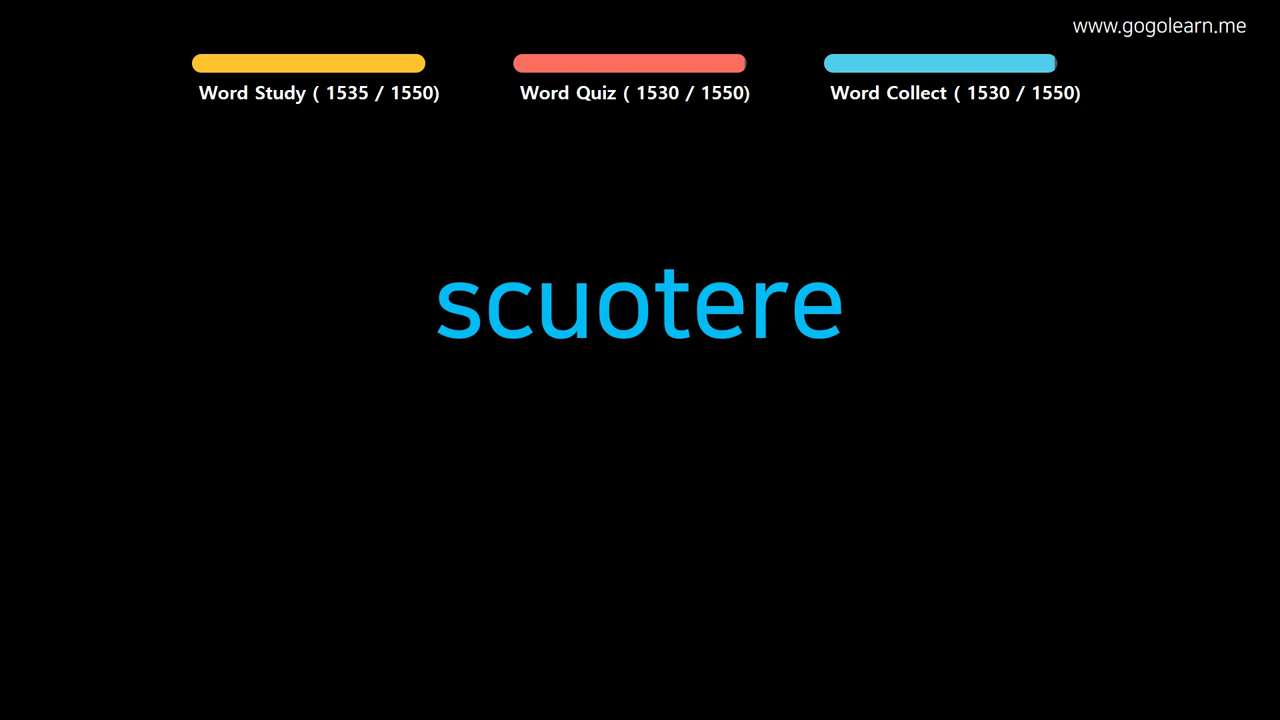 www.gogolearn.me
Word Study ( 1535 / 1550)
Word Quiz ( 1530 / 1550)
Word Collect ( 1530 / 1550)
scuotere